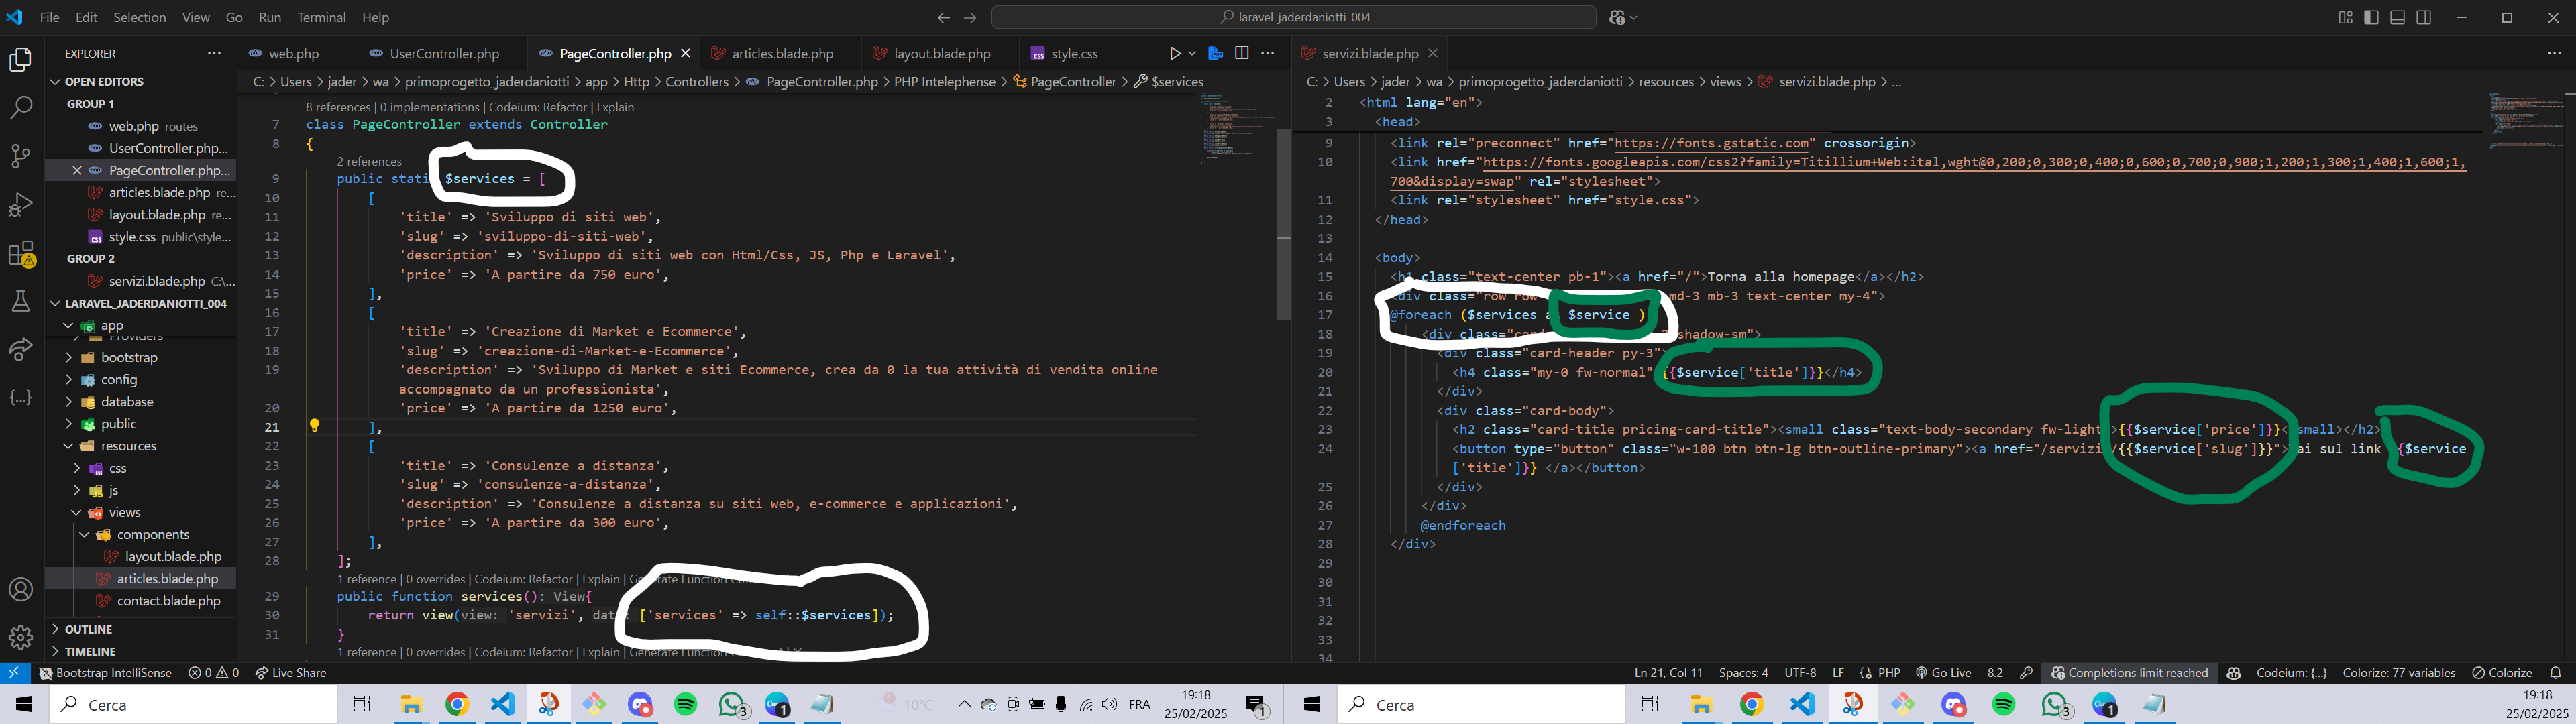 File Edit Selection View Go Run Terminal Help
laravel_jaderdaniotti_004
EXPLORER
OPEN EDITORS
GROUP 1
web.php routes
UserController.php...
PageController.php...
articles.blade.php re...
layout.blade.php re...
style.css public\style...
GROUP 2
servizi.blade.php C:\...
LARAVEL_JADERDANIOTTI_004
app
Providers
bootstrap
config
database
public
resources
css
js
views
components
layout.blade.php
articles.blade.php
contact.blade.php
OUTLINE
TIMELINE
web.php UserController.php PageController.php articles.blade.php layout.blade.php style.css
C: > Users > jader > wa > primoprogetto_jaderdaniotti > app > Http > Controllers > PageController.php > PHP Intelephense > PageController > $services
8 references | 0 implementations | Codeium: Refactor | Explain
7 class PageController extends Controller
8 {
2 references
9 public stati $services = [
10 [
11 'title' => 'Sviluppo di siti web',
12 'slug' => 'sviluppo-di-siti-web',
13 'description' => 'Sviluppo di siti web con Html/Css, JS, Php e Laravel',
14 'price' => 'A partire da 750 euro',
15 ],
16 [
17 'title' => 'Creazione di Market e Ecommerce',
18 'slug' => 'creazione-di-Market-e-Ecommerce',
19 'description' => 'Sviluppo di Market e siti Ecommerce, crea da 0 la tua attività di vendita online
accompagnato da un professionista',
20 'price' => 'A partire da 1250 euro',
21 ],
22 [
23 'title' => 'Consulenze a distanza',
24 'slug' => 'consulenze-a-distanza',
25 'description' => 'Consulenze a distanza su siti web, e-commerce e applicazioni',
26 'price' => 'A partire da 300 euro',
27 ],
28 ];
1 reference | 0 overrides | Codeium: Refactor | Explain | Generate Function
29 public function services(): View{
30 return view(view: 'servizi', dat : ['services' => self::$services]);
31 }
1 reference | 0 overrides | Codeium: Refactor | Explain | Generate Function
servizi.blade.php
C: > Users > jader > wa > primoprogetto_jaderdaniotti > resources > views > servizi.blade.php > ...
2 <html lang="en">
3 <head>
9 <link rel="preconnect" href="https://fonts.gstatic.com" crossorigin>
10 <link href="https://fonts.googleapis.com/css2?family=Titillium+Web:ital,wght@0,200;0,300;0,400;0,600;0,700;0,900;1,200;1,300;1,400;1,600;1,
700&display=swap" rel="stylesheet">
11 <link rel="stylesheet" href="style.css">
12 </head>
13
14 <body>
15 <h1 class="text-center pb-1"><a href="/">Torna alla homepage</a></h2>
16 <div class="row row md-3 mb-3 text-center my-4">
17 @foreach ($services a $service )
18 <div class="car shadow-sm">
19 <div class="card-header py-3">
20 <h4 class="my-0 fw-normal" {{$service['title']}}</h4>
21 </div>
22 <div class="card-body">
23 <h2 class="card-title pricing-card-title"><small class="text-body-secondary fw-light >{{$service['price']}}< small></h2>
24 <button type="button" class="w-100 btn btn-lg btn-outline-primary"><a href="/servizi /{{$service['slug']}}"> ai sul link {$service
['title']}} </a></button>
25 </div>
26 </div>
27 @endforeach
28 </div>
29
30
31
32
33
34
Bootstrap IntelliSense 0 0 Live Share
Ln 21, Col 11 Spaces: 4 UTF-8 LF PHP Go Live 8.2 Completions limit reached Codeium: {...} Colorize: 77 variables Colorize
Cerca 3 1 10°C FRA 19:18 25/02/2025 1
Cerca 3 1 19:18 25/02/2025